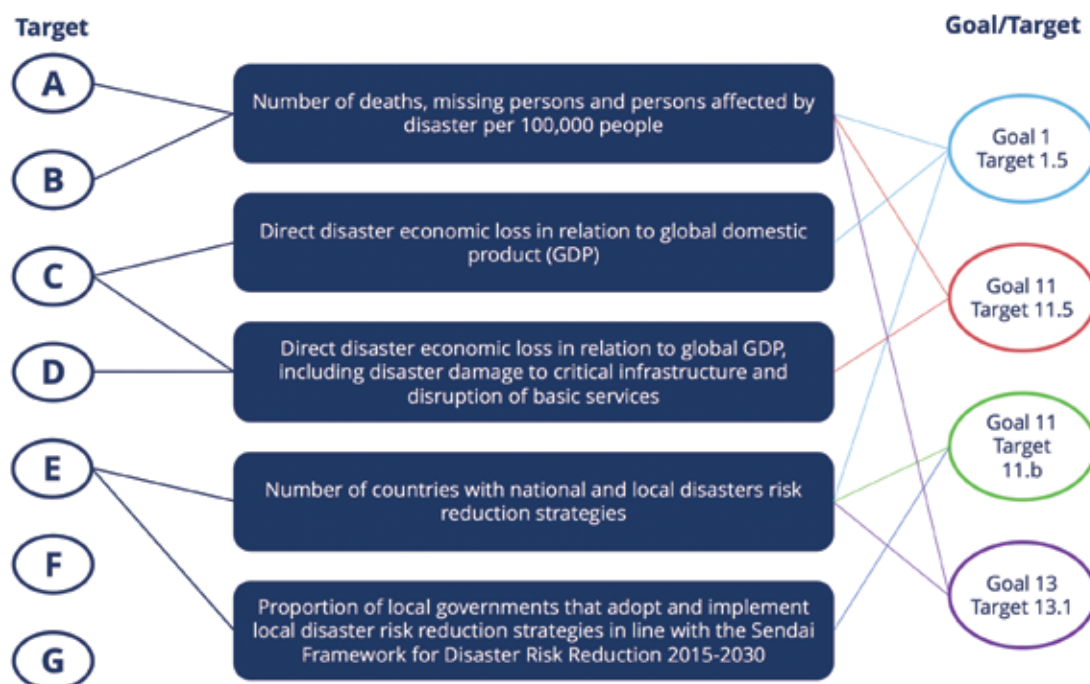 Target
Goal/Target
A
B
C
D
E
F
G
Number of deaths, missing persons and persons affected by
disaster per 100,000 people
Direct disaster economic loss in relation to global domestic
product (GDP)
Direct disaster economic loss in relation to global GDP,
including disaster damage to critical infrastructure and
disruption of basic services
Number of countries with national and local disasters risk
reduction strategies
Proportion of local governments that adopt and implement
local disaster risk reduction strategies in line with the Sendai
Framework for Disaster Risk Reduction 2015-2030
Goal 1
Target 1.5
Goal 11
Target 11.5
Goal 11
Target
11.b
Goal 13
Target 13.1